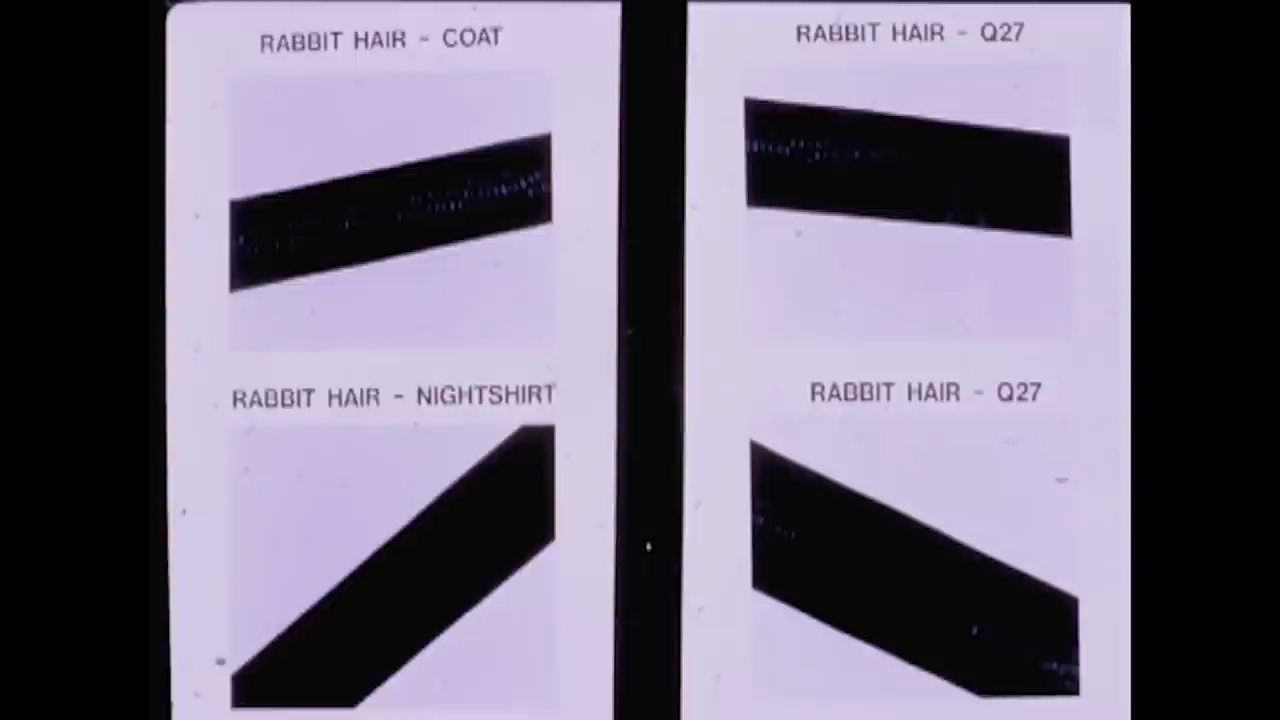 RABBIT HAIR - COAT
RABBIT HAIR - Q27
RABBIT HAIR - NIGHTSHIRT
RABBIT HAIR - Q27